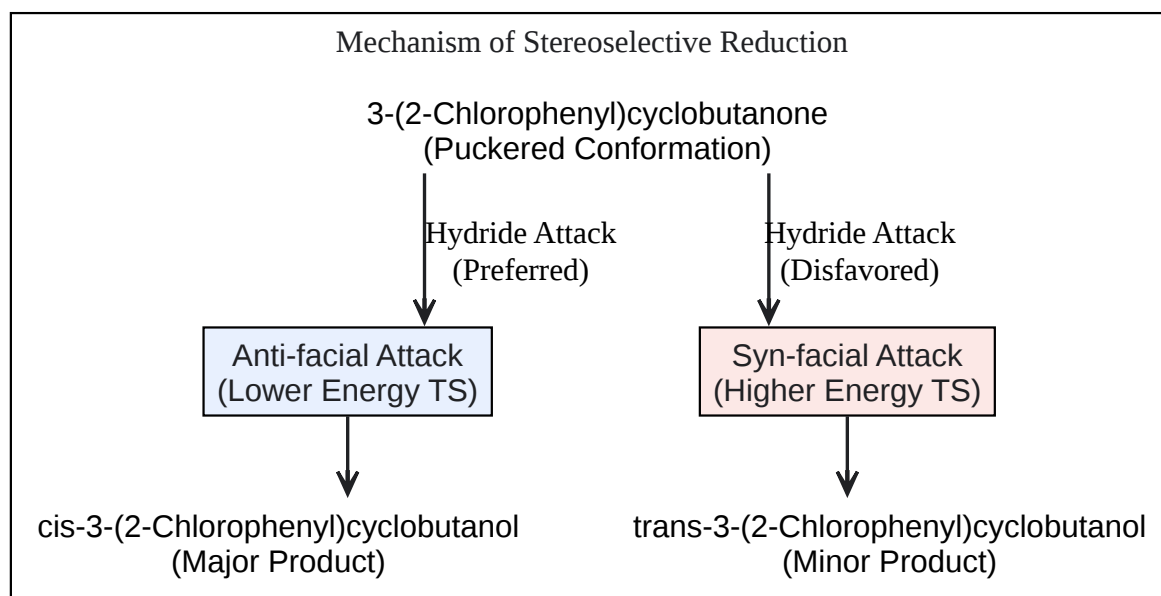 Mechanism of Stereoselective Reduction
3-(2-Chlorophenyl)cyclobutanone
(Puckered Conformation)
Hydride Attack
(Preferred)
Hydride Attack
(Disfavored)
Anti-facial Attack
(Lower Energy TS)
Syn-facial Attack
(Higher Energy TS)
cis-3-(2-Chlorophenyl)cyclobutanol
(Major Product)
trans-3-(2-Chlorophenyl)cyclobutanol
(Minor Product)